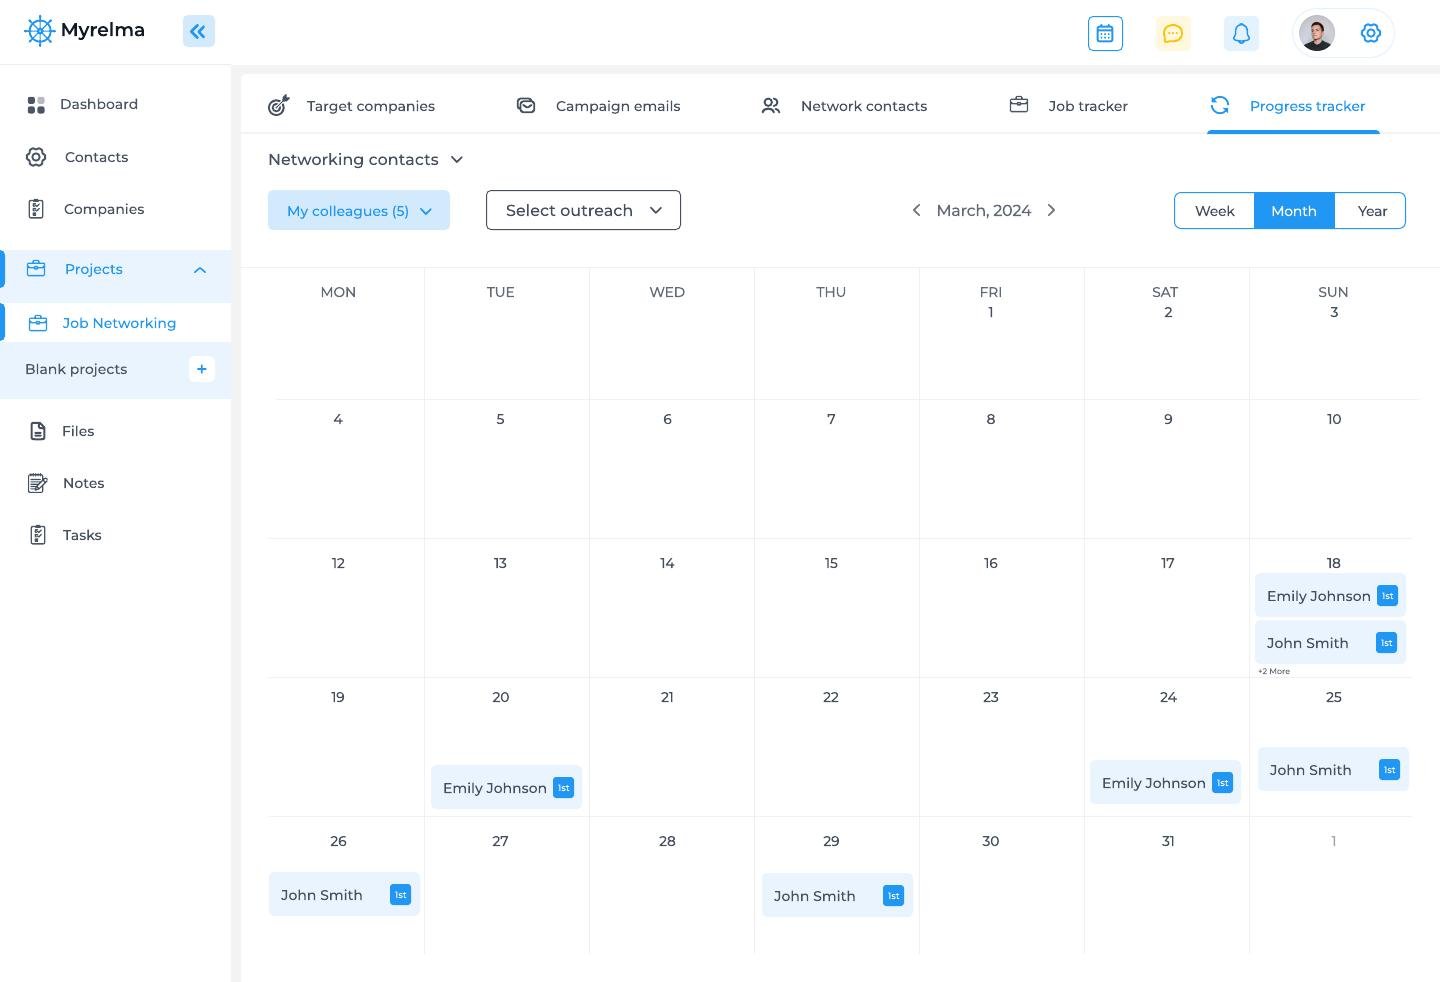 Myrelma
Dashboard
Contacts
Companies
Projects
Job Networking
Blank projects +
Files
Notes
Tasks
Target companies Campaign emails Network contacts Job tracker Progress tracker
Networking contacts
My colleagues (5) Select outreach March, 2024 Week Month Year
MON TUE WED THU FRI SAT SUN
1 2 3
4 5 6 7 8 9 10
12 13 14 15 16 17 18
Emily Johnson 1st
John Smith 1st
+2 More
19 20 21 22 23 24 25
John Smith 1st
Emily Johnson 1st
Emily Johnson 1st
26 27 28 29 30 31 1
John Smith 1st John Smith 1st